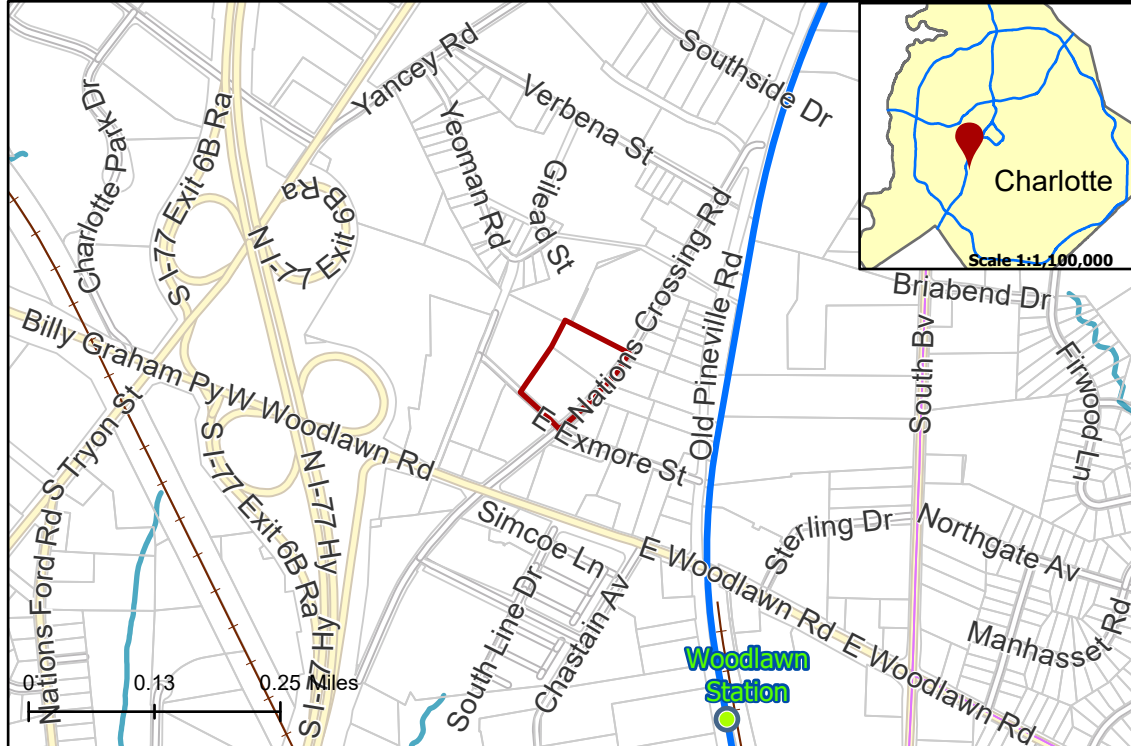 Yancey Rd
Southside Dr
Verbena St
Charlotte Park Dr
S I-77 Exit 6B Ra
Yeoman Rd
Gilead St
N I-77 Exit 6B Ra
Charlotte
Scale 1:1,100,000
Nations Crossing Rd
Old Pineville Rd
Briabend Dr
South Bv
Firwood Ln
Billy Graham Py
W Woodlawn Rd
S Tryon St
E Exmore St
S I-77 Exit 6B Ra
N I-77 Hy
Simcoe Ln
Sterling Dr
Northgate Av
E Woodlawn Rd
E Woodlawn Rd
Nations Ford Rd
S I-77 Hy
South Line Dr
Chastain Av
Manhasset Rd
Woodlawn
Station
0 0.13 0.25 Miles